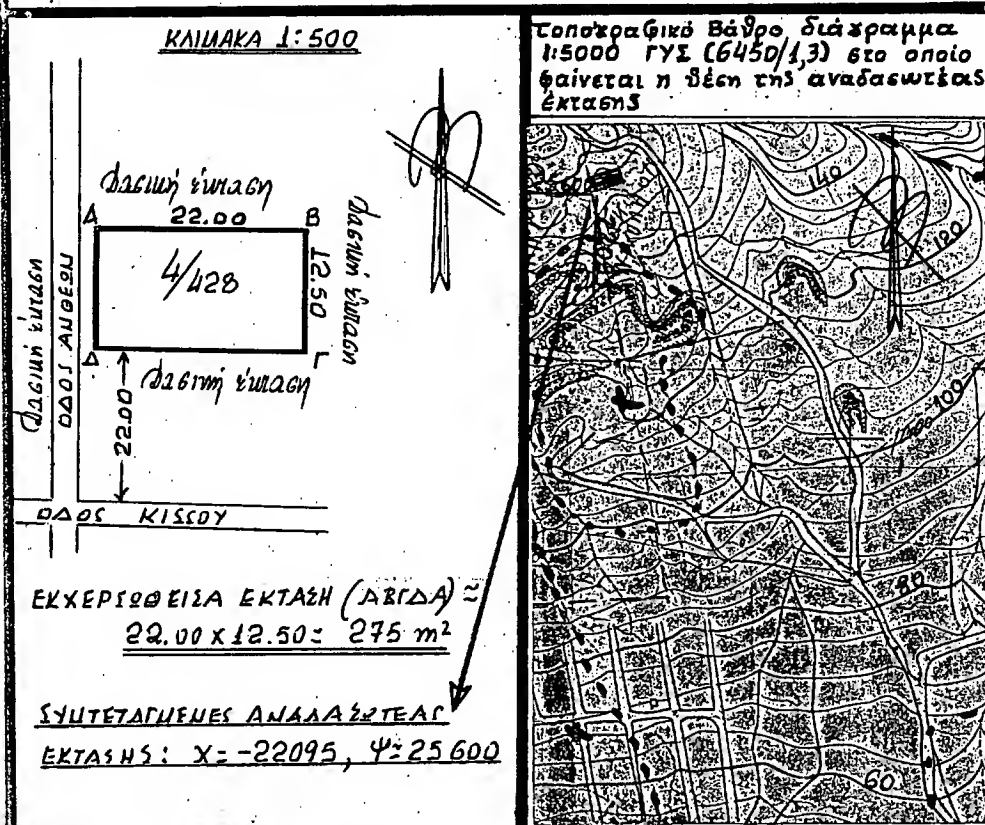 ΚΛΙΜΑΚΑ 1:500
Δασική έκταση
22.00
Α
Β
4/428
12.50
Δασική έκταση
Δασική έκταση
ΟΔΟΣ ΑΝΘΕΩΝ
Δ
Γ
Δασική έκταση
22.00
ΟΔΟΣ ΚΙΣΣΟΥ
ΕΚΧΕΡΣΩΘΕΙΣΑ ΕΚΤΑΣΗ (ΑΒΓΔΑ) =
22.00 x 12.50 = 275 m²
ΣΥΝΤΕΤΑΓΜΕΝΕΣ ΑΝΑΔΑΣΩΤΕΑΣ
ΕΚΤΑΣΗΣ: Χ=-22095, Ψ=25600
Τοπογραφικό Βάθρο, διάγραμμα
1:5000 ΓΥΣ (6450/1,3) στο οποίο
φαίνεται η θέση της αναδασωτέας
έκτασης
140
120
100
80
60